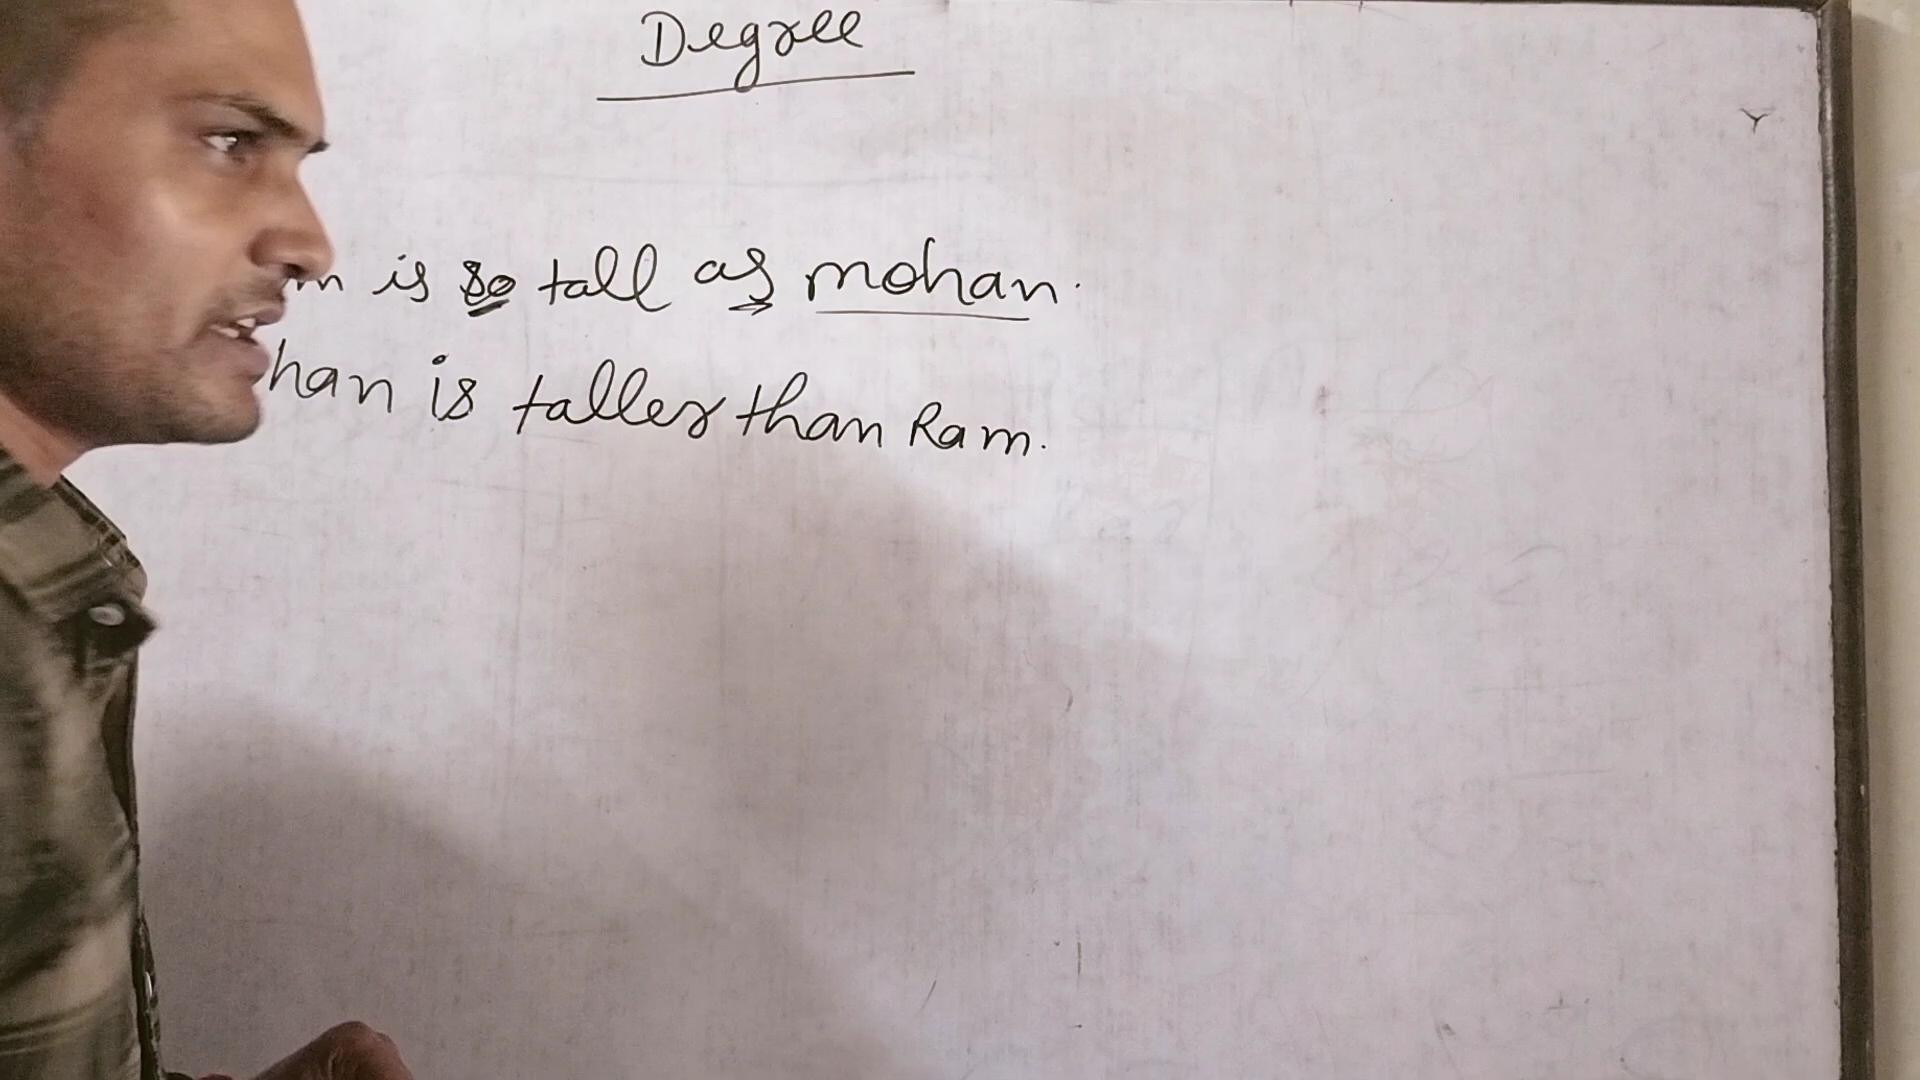 Degree
m is so tall as mohan.
han is taller than Ram.